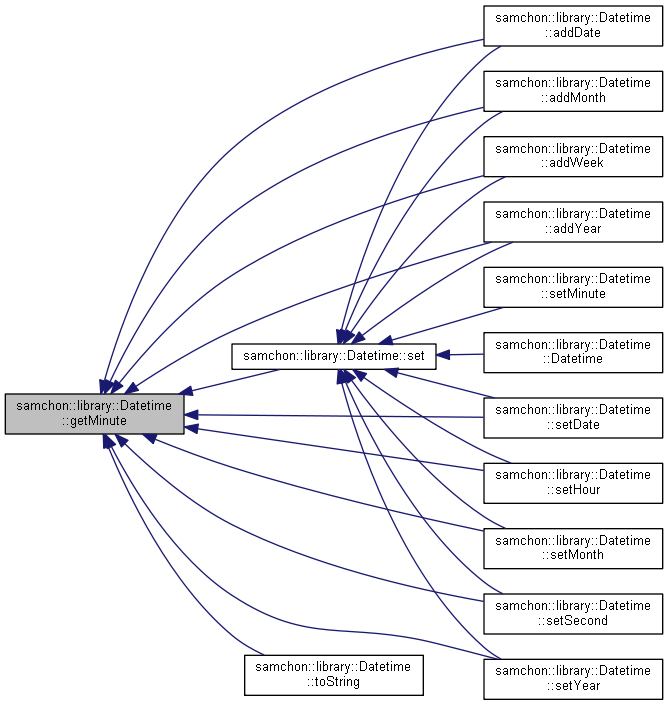 samchon::library::Datetime
::addDate
samchon::library::Datetime
::addMonth
samchon::library::Datetime
::addWeek
samchon::library::Datetime
::addYear
samchon::library::Datetime
::setMinute
samchon::library::Datetime::set
samchon::library::Datetime
::Datetime
samchon::library::Datetime
::getMinute
samchon::library::Datetime
::setDate
samchon::library::Datetime
::setHour
samchon::library::Datetime
::setMonth
samchon::library::Datetime
::setSecond
samchon::library::Datetime
::toString
samchon::library::Datetime
::setYear